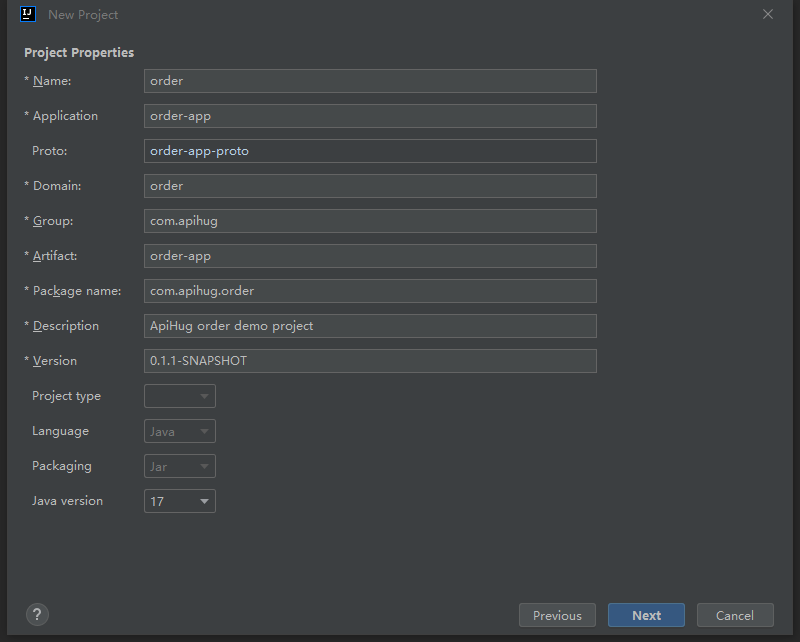 IJ New Project
Project Properties
* Name: order
* Application order-app
Proto: order-app-proto
* Domain: order
* Group: com.apihug
* Artifact: order-app
* Package name: com.apihug.order
* Description ApiHug order demo project
* Version 0.1.1-SNAPSHOT
Project type
Language Java
Packaging Jar
Java version 17
? Previous Next Cancel